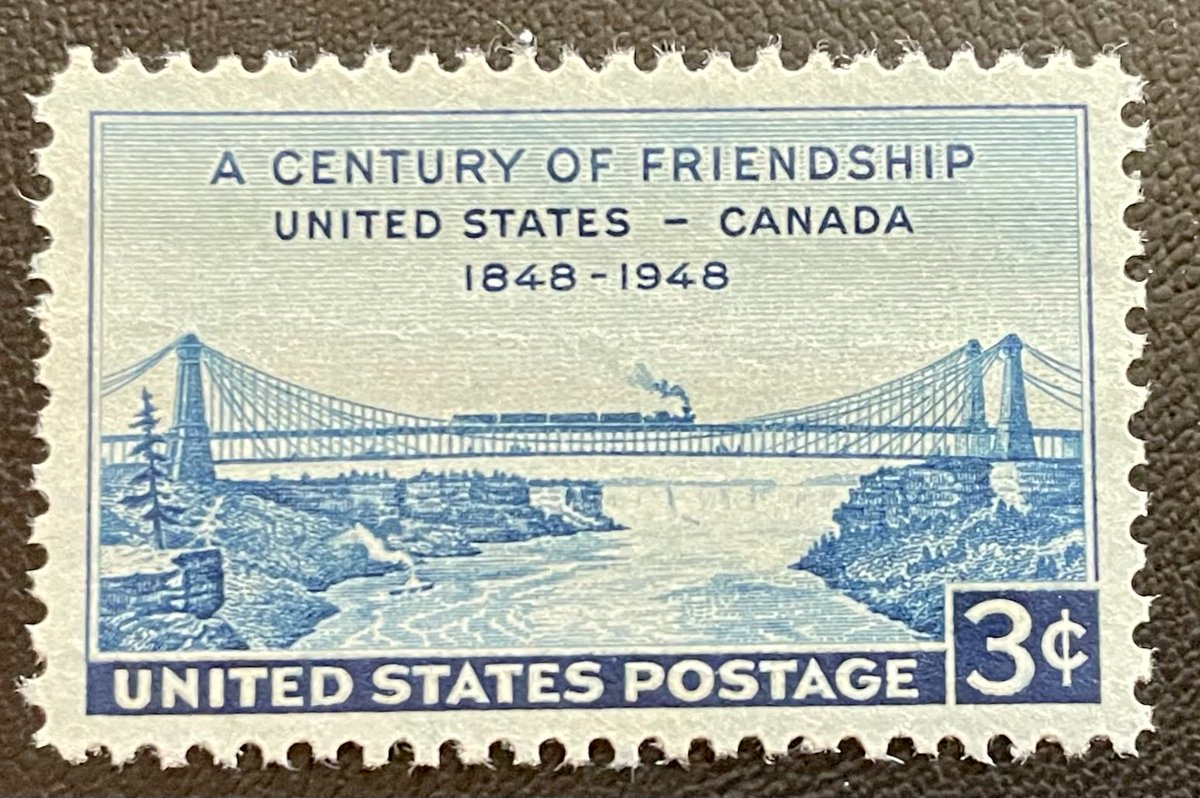 A CENTURY OF FRIENDSHIP
UNITED STATES – CANADA
1848-1948
UNITED STATES POSTAGE
3¢